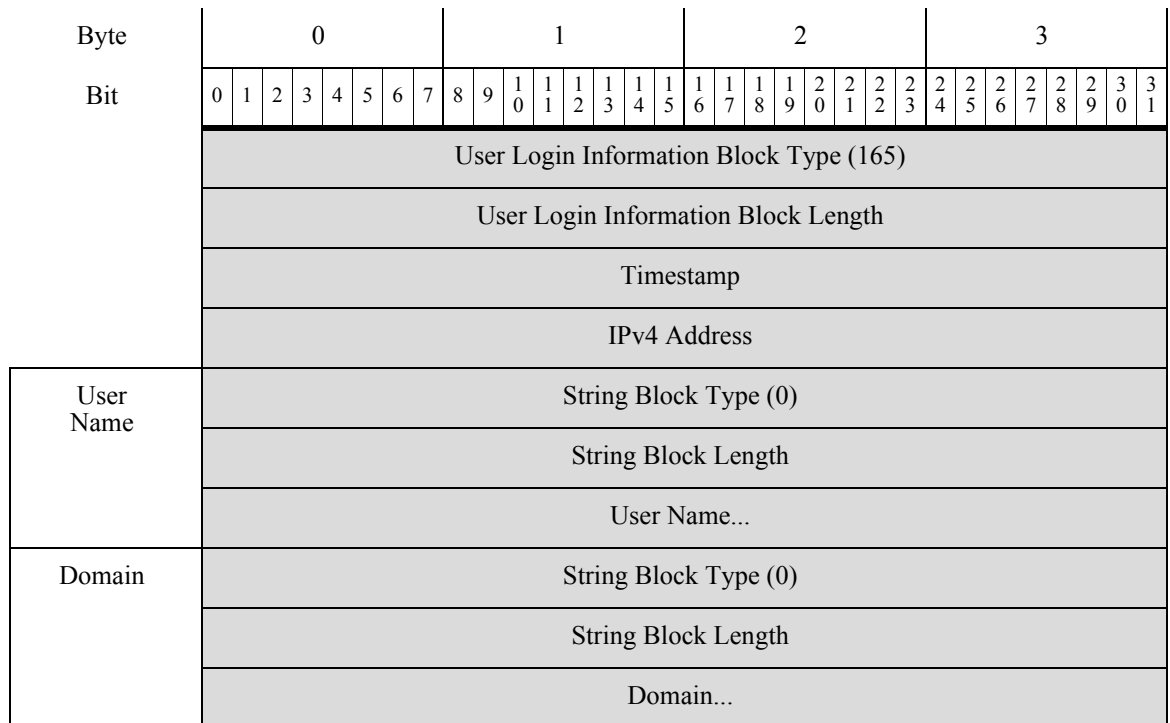 Byte 0 1 2 3
Bit 0 1 2 3 4 5 6 7 8 9 10 11 12 13 14 15 16 17 18 19 20 21 22 23 24 25 26 27 28 29 30 31
User Login Information Block Type (165)
User Login Information Block Length
Timestamp
IPv4 Address
User
Name
String Block Type (0)
String Block Length
User Name...
Domain
String Block Type (0)
String Block Length
Domain...